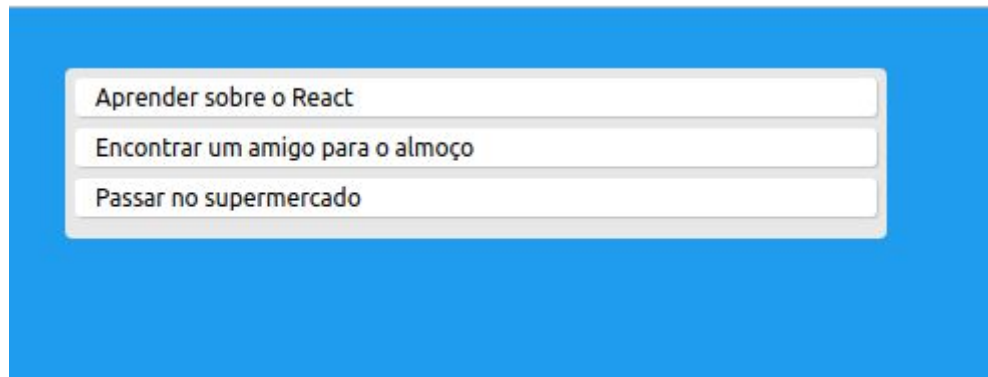 Aprender sobre o React
Encontrar um amigo para o almoço
Passar no supermercado